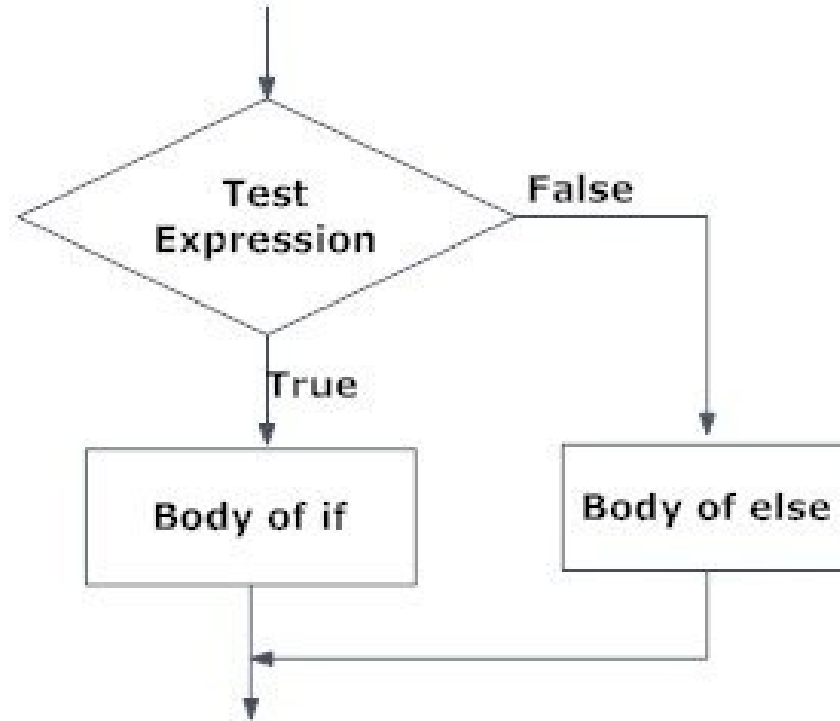 Test
Expression
False
True
Body of if
Body of else